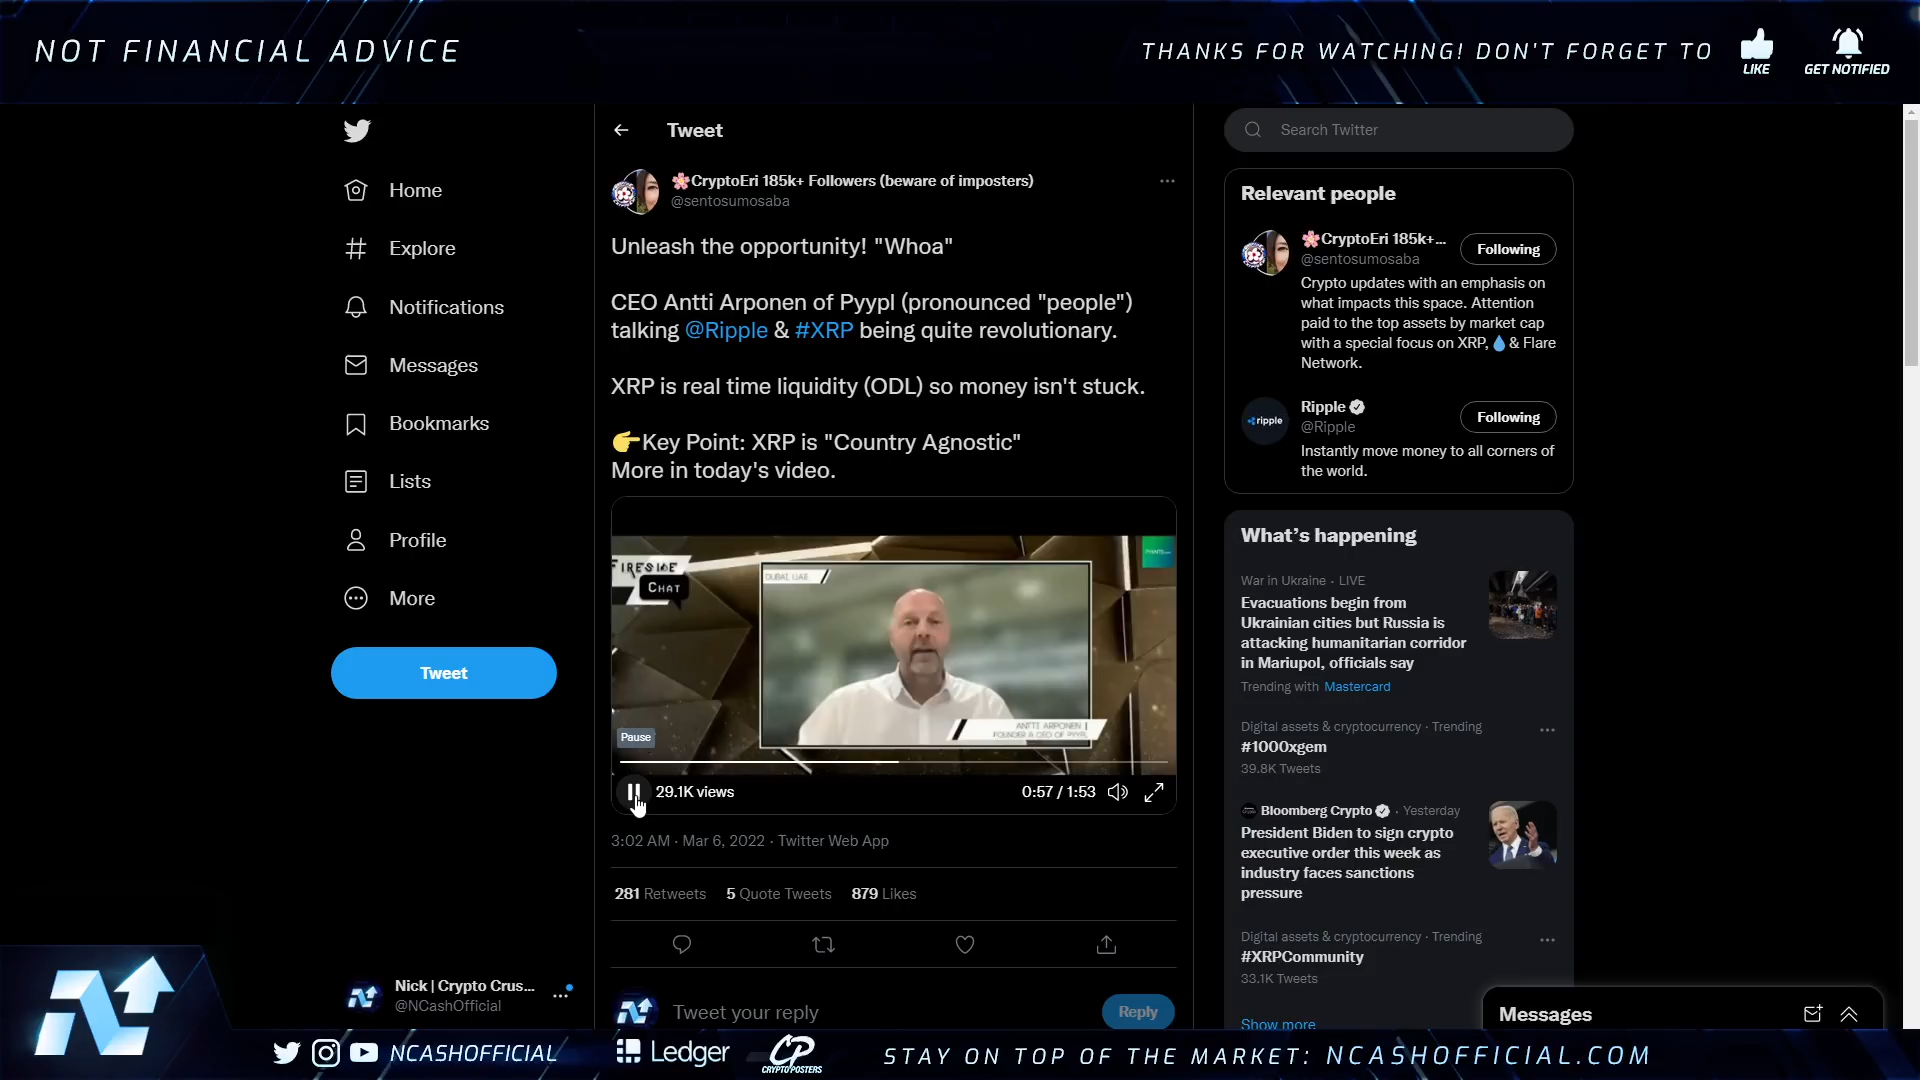 NOT FINANCIAL ADVICE
THANKS FOR WATCHING! DON'T FORGET TO
LIKE
GET NOTIFIED
Home
Explore
Notifications
Messages
Bookmarks
Lists
Profile
More
Tweet
Nick | Crypto Crus...
@NCashOfficial
Tweet
🌸CryptoEri 185k+ Followers (beware of imposters)
@sentosumosaba
Unleash the opportunity! "Whoa"
CEO Antti Arponen of Pyypl (pronounced "people")
talking @Ripple & #XRP being quite revolutionary.
XRP is real time liquidity (ODL) so money isn't stuck.
👉Key Point: XRP is "Country Agnostic"
More in today's video.
FIRESIDE
CHAT
DUBAI, UAE
ANTTI ARPONEN |
FOUNDER & CEO OF PYYPL
Pause
29.1K views
0:57 / 1:53
3:02 AM · Mar 6, 2022 · Twitter Web App
281 Retweets 5 Quote Tweets 879 Likes
Tweet your reply
Reply
Search Twitter
Relevant people
🌸CryptoEri 185k+...
@sentosumosaba
Following
Crypto updates with an emphasis on
what impacts this space. Attention
paid to the top assets by market cap
with a special focus on XRP, 💧& Flare
Network.
ripple
Ripple
@Ripple
Following
Instantly move money to all corners of
the world.
What's happening
War in Ukraine · LIVE
Evacuations begin from
Ukrainian cities but Russia is
attacking humanitarian corridor
in Mariupol, officials say
Trending with Mastercard
Digital assets & cryptocurrency · Trending
#1000xgem
39.8K Tweets
Bloomberg Crypto · Yesterday
President Biden to sign crypto
executive order this week as
industry faces sanctions
pressure
Digital assets & cryptocurrency · Trending
#XRPCommunity
33.1K Tweets
Show more
Messages
NCASHOFFICIAL
Ledger
CP
CRYPTOPOSTERS
STAY ON TOP OF THE MARKET: NCASHOFFICIAL.COM